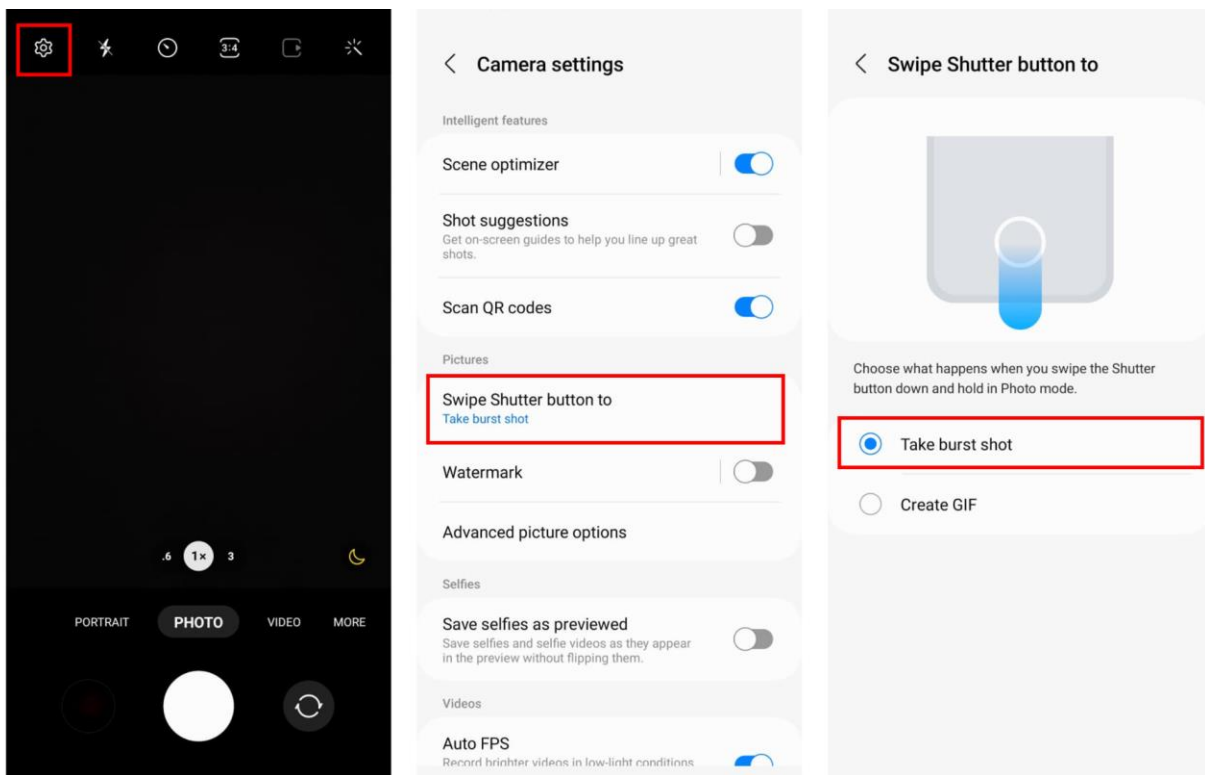 3:4
.6 1× 3
PORTRAIT PHOTO VIDEO MORE
Camera settings
Intelligent features
Scene optimizer
Shot suggestions
Get on-screen guides to help you line up great
shots.
Scan QR codes
Pictures
Swipe Shutter button to
Take burst shot
Watermark
Advanced picture options
Selfies
Save selfies as previewed
Save selfies and selfie videos as they appear
in the preview without flipping them.
Videos
Auto FPS
Record brighter videos in low-light conditions
Swipe Shutter button to
Choose what happens when you swipe the Shutter
button down and hold in Photo mode.
Take burst shot
Create GIF